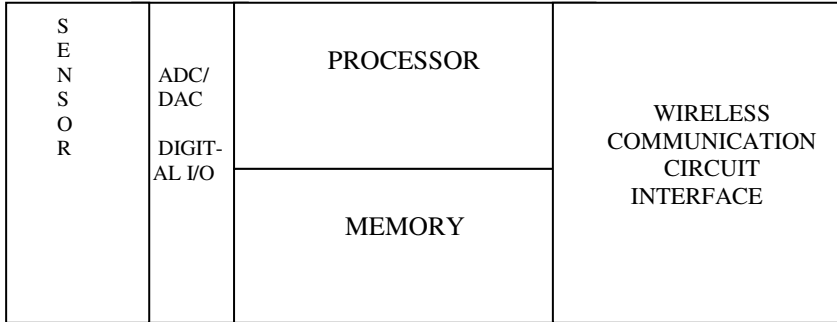 S
E
N
S
O
R
ADC/
DAC
DIGIT-
AL I/O
PROCESSOR
MEMORY
WIRELESS
COMMUNICATION
CIRCUIT
INTERFACE